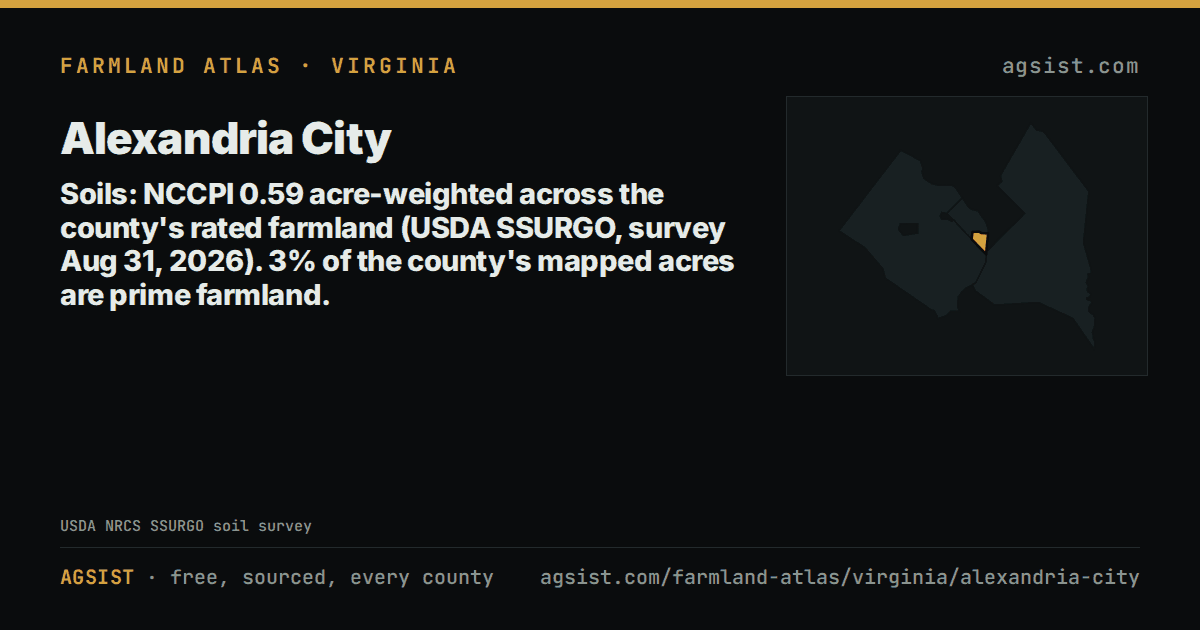 FARMLAND ATLAS · VIRGINIA
agsist.com
Alexandria City
Soils: NCCPI 0.59 acre-weighted across the
county's rated farmland (USDA SSURGO, survey
Aug 31, 2026). 3% of the county's mapped acres
are prime farmland.
USDA NRCS SSURGO soil survey
AGSIST · free, sourced, every county
agsist.com/farmland-atlas/virginia/alexandria-city